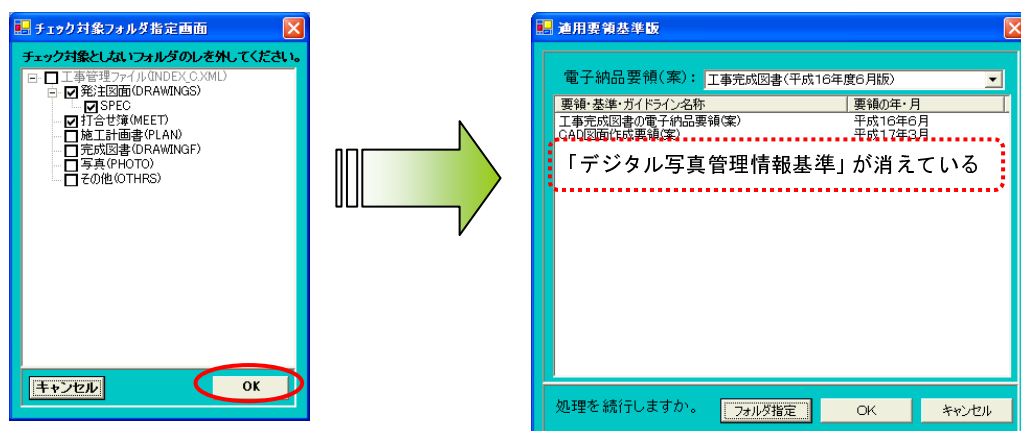 チェック対象フォルダ指定画面
チェック対象としないフォルダのレを外してください。
工事管理ファイル(INDEX_C.XML)
発注図面(DRAWINGS)
SPEC
打合せ簿(MEET)
施工計画書(PLAN)
完成図書(DRAWINGF)
写真(PHOTO)
その他(OTHRS)
キャンセル
OK
適用要領基準版
電子納品要領(案): 工事完成図書(平成16年度6月版)
要領・基準・ガイドライン名称 要領の年・月
工事完成図書の電子納品要領(案) 平成16年6月
CAD図面作成要領(案) 平成17年3月
「デジタル写真管理情報基準」が消えている
処理を続行しますか。
フォルダ指定
OK
キャンセル